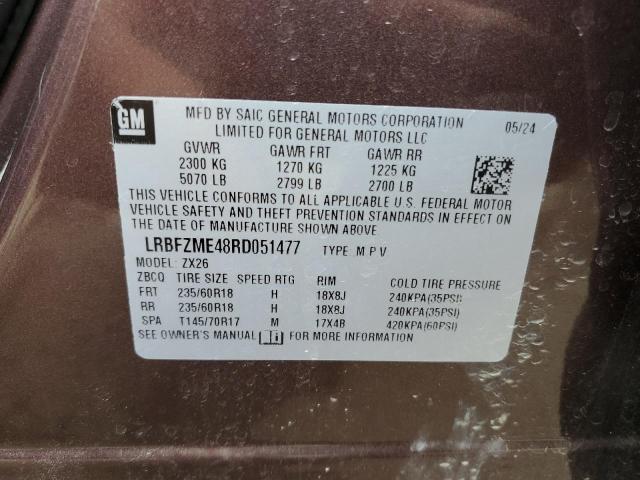 GM
MFD BY SAIC GENERAL MOTORS CORPORATION 05/24
LIMITED FOR GENERAL MOTORS LLC
GVWR GAWR FRT GAWR RR
2300 KG 1270 KG 1225 KG
5070 LB 2799 LB 2700 LB
THIS VEHICLE CONFORMS TO ALL APPLICABLE U.S. FEDERAL MOTOR
VEHICLE SAFETY AND THEFT PREVENTION STANDARDS IN EFFECT ON
THE DATE OF MANUFACTURE SHOWN ABOVE.
LRBFZME48RD051477 TYPE: M P V
MODEL: ZX26
ZBCQ TIRE SIZE SPEED RTG RIM COLD TIRE PRESSURE
FRT 235/60R18 H 18X8J 240KPA(35PSI)
RR 235/60R18 H 18X8J 240KPA(35PSI)
SPA T145/70R17 M 17X4B 420KPA(60PSI)
SEE OWNER'S MANUAL FOR MORE INFORMATION